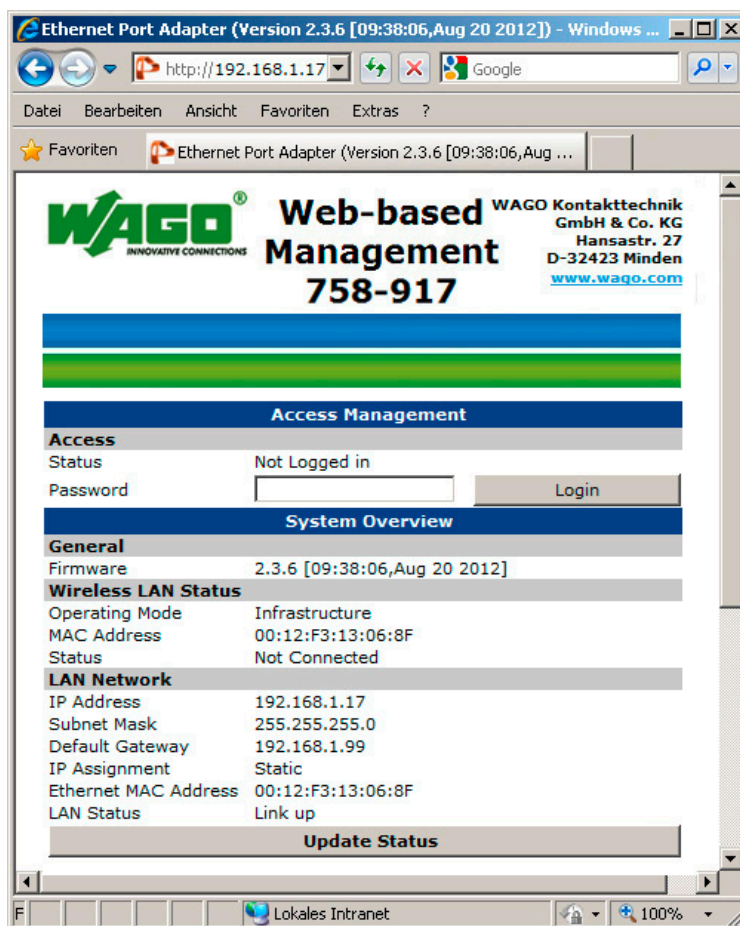 Ethernet Port Adapter (Version 2.3.6 [09:38:06,Aug 20 2012]) - Windows ...
http://192.168.1.17
Google
Datei Bearbeiten Ansicht Favoriten Extras ?
Favoriten
Ethernet Port Adapter (Version 2.3.6 [09:38:06,Aug ...
WAGO®
INNOVATIVE CONNECTIONS
Web-based
Management
758-917
WAGO Kontakttechnik
GmbH & Co. KG
Hansastr. 27
D-32423 Minden
www.wago.com
Access Management
Access
Status Not Logged in
Password Login
System Overview
General
Firmware 2.3.6 [09:38:06,Aug 20 2012]
Wireless LAN Status
Operating Mode Infrastructure
MAC Address 00:12:F3:13:06:8F
Status Not Connected
LAN Network
IP Address 192.168.1.17
Subnet Mask 255.255.255.0
Default Gateway 192.168.1.99
IP Assignment Static
Ethernet MAC Address 00:12:F3:13:06:8F
LAN Status Link up
Update Status
F Lokales Intranet 100%